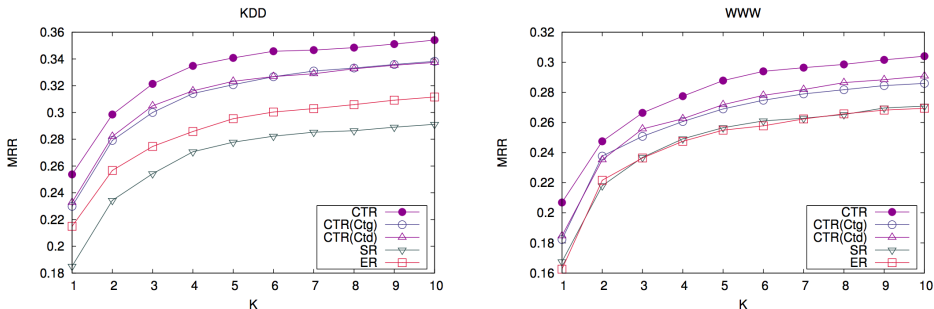 KDD
MRR
0.36
0.34
0.32
0.3
0.28
0.26
0.24
0.22
0.2
0.18
CTR
CTR(Ctg)
CTR(Ctd)
SR
ER
1 2 3 4 5 6 7 8 9 10
K
WWW
MRR
0.32
0.3
0.28
0.26
0.24
0.22
0.2
0.18
0.16
CTR
CTR(Ctg)
CTR(Ctd)
SR
ER
1 2 3 4 5 6 7 8 9 10
K